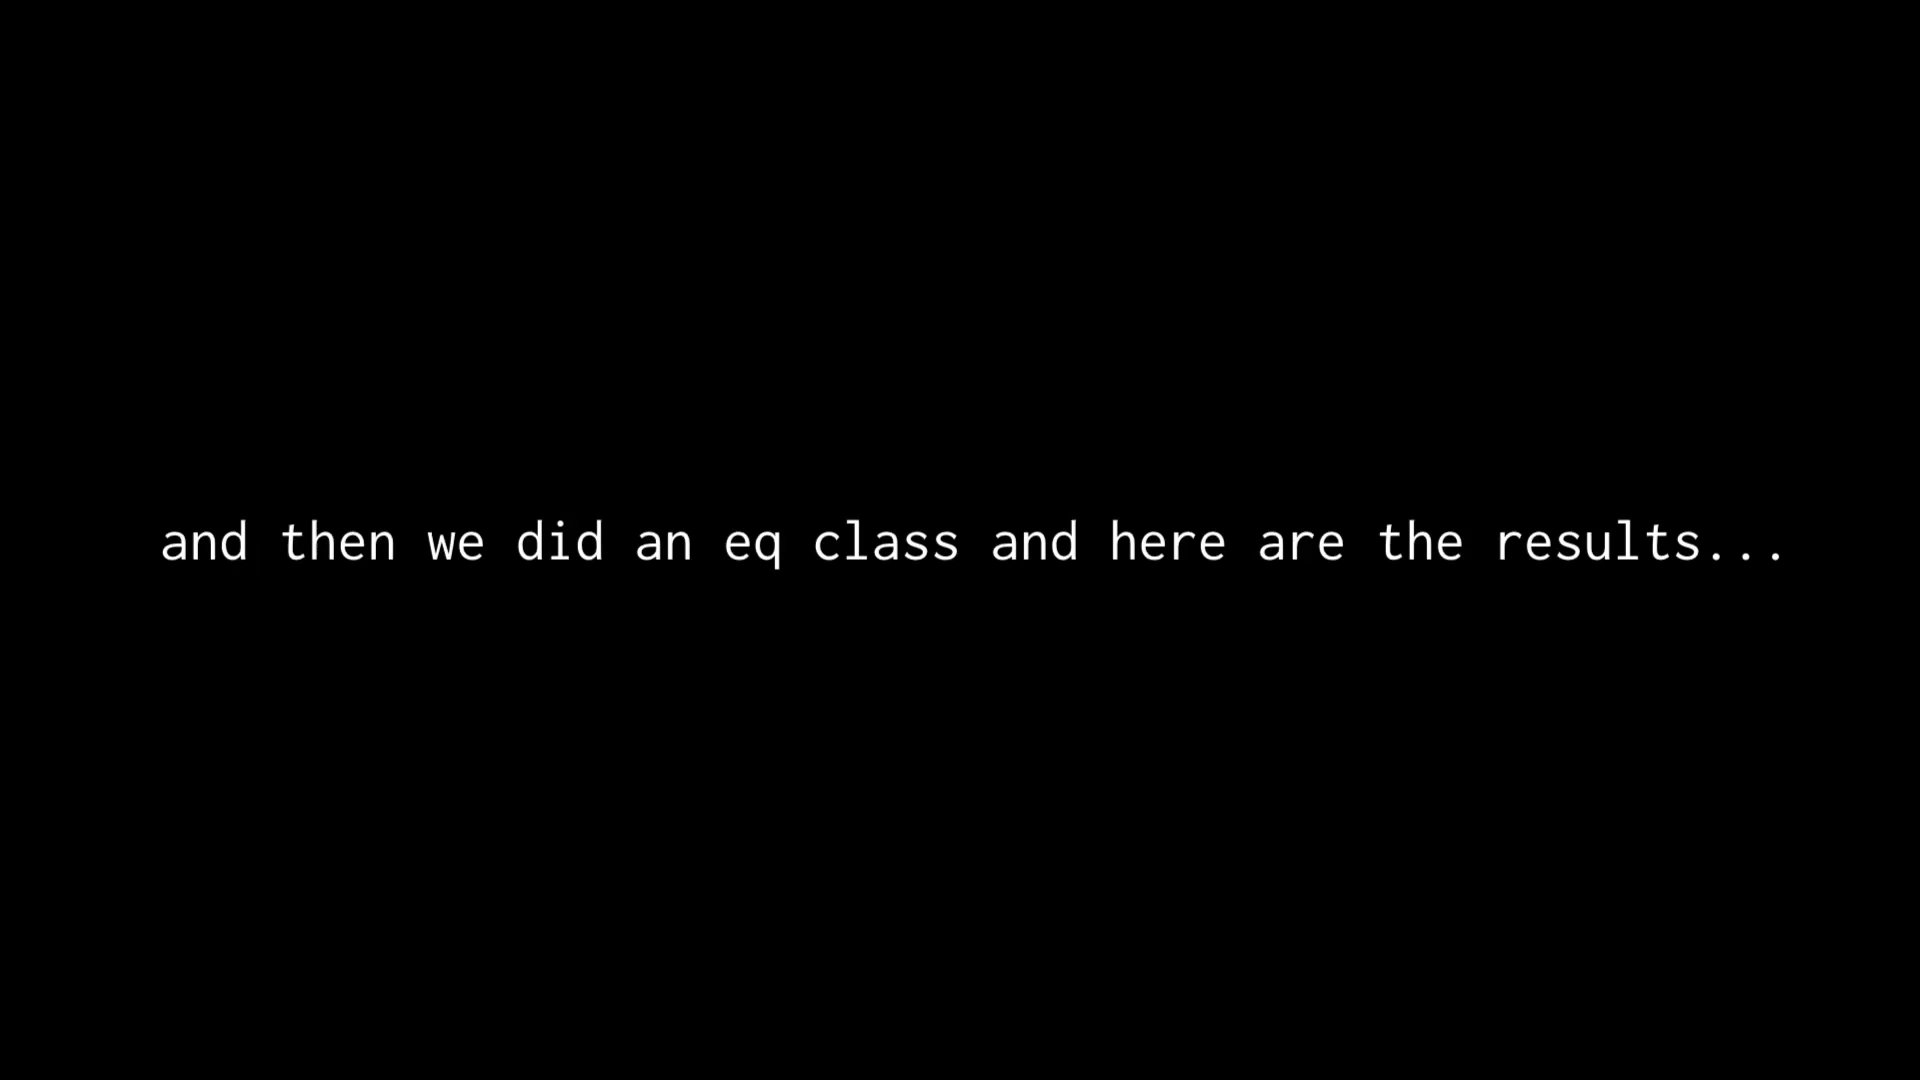 and then we did an eq class and here are the results...